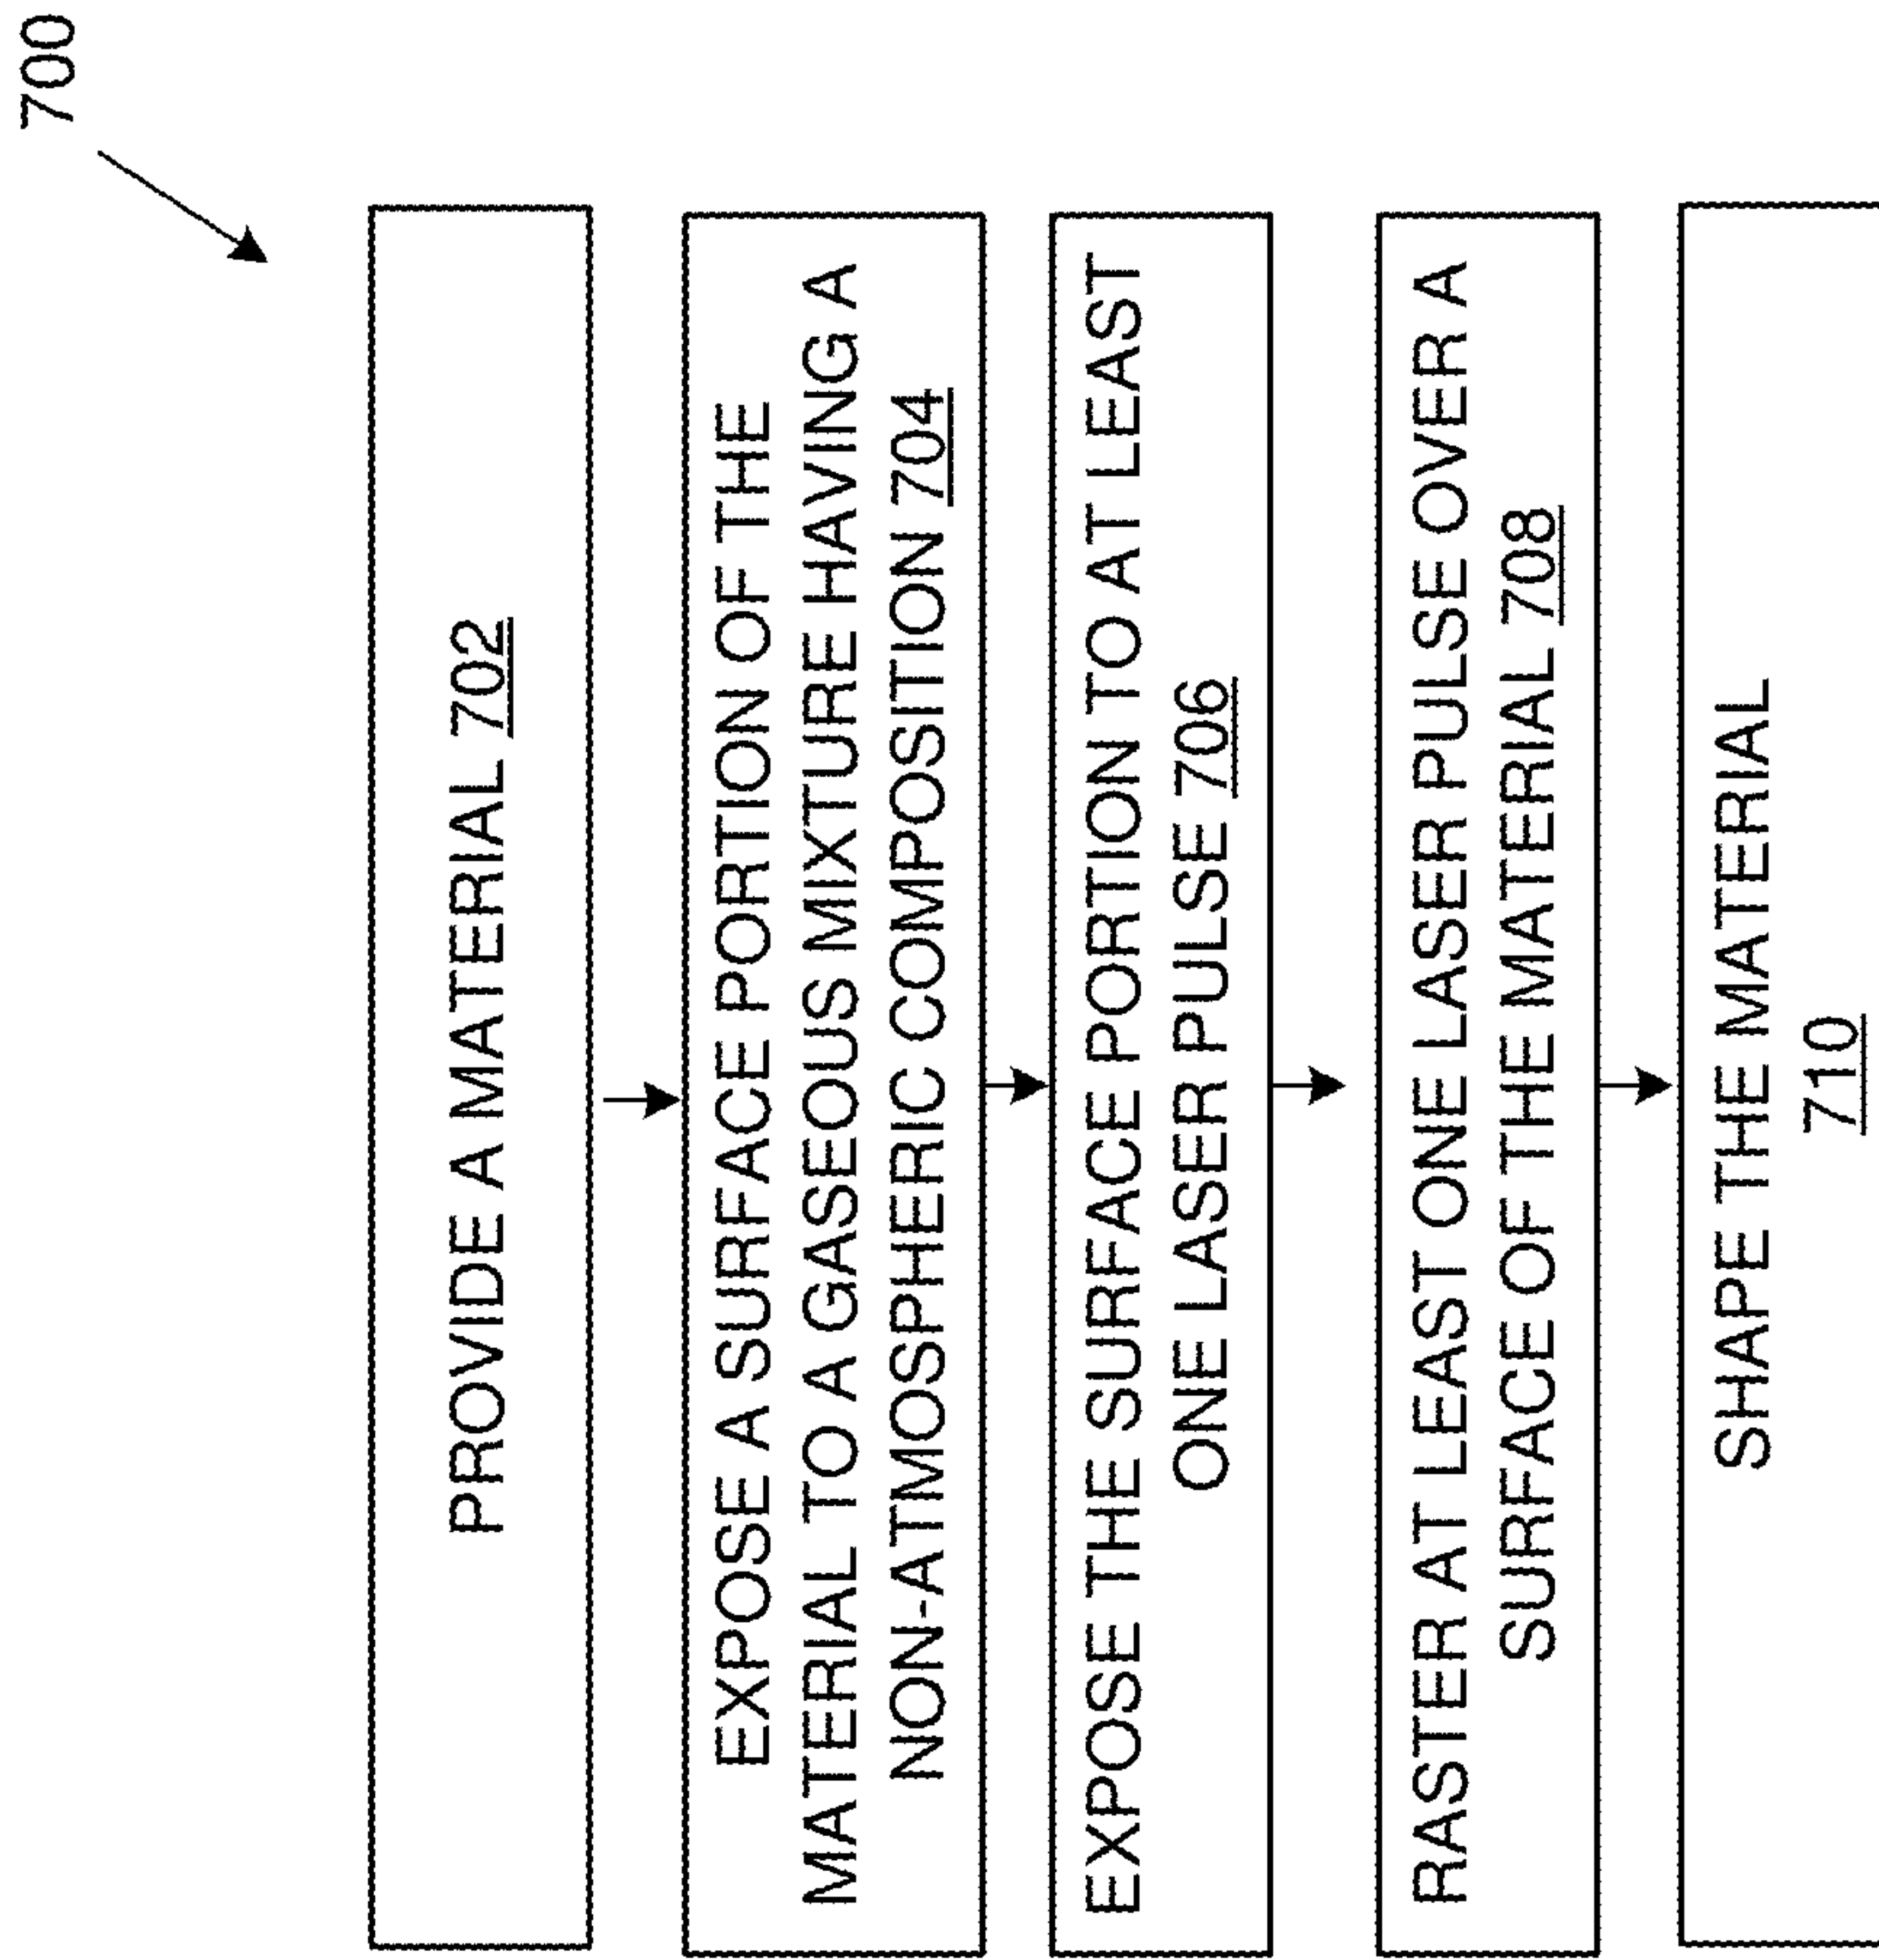 700
PROVIDE A MATERIAL 702
EXPOSE A SURFACE PORTION OF THE
MATERIAL TO A GASEOUS MIXTURE HAVING A
NON-ATMOSPHERIC COMPOSITION 704
EXPOSE THE SURFACE PORTION TO AT LEAST
ONE LASER PULSE 706
RASTER AT LEAST ONE LASER PULSE OVER A
SURFACE OF THE MATERIAL 708
SHAPE THE MATERIAL
710